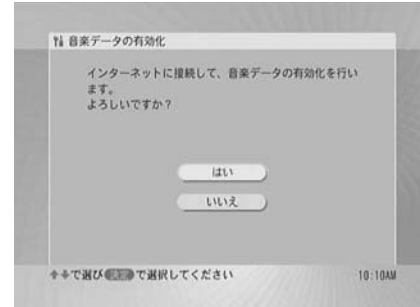 音楽データの有効化
インターネットに接続して、音楽データの有効化を行い
ます。
よろしいですか？
はい
いいえ
で選び 決定 で選択してください
10:10AM